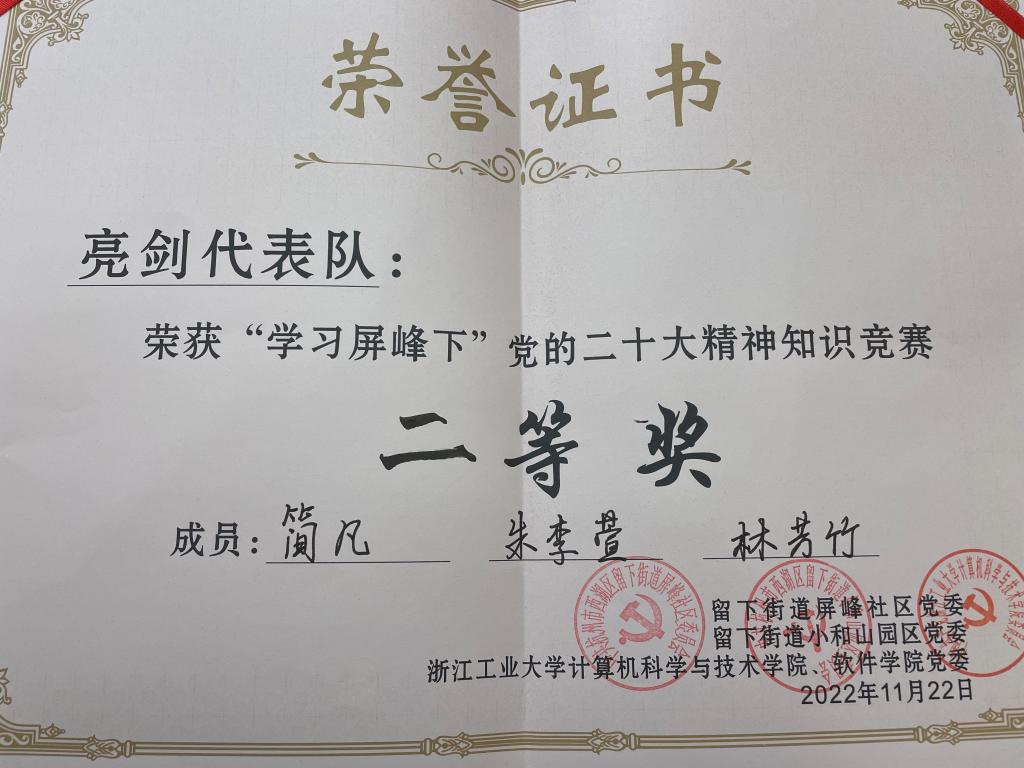 荣誉证书
亮剑代表队：
荣获“学习屏峰下”党的二十大精神知识竞赛
二等奖
成员：简凡 朱李萱 林芳竹
留下街道屏峰社区党委
留下街道小和山园区党委
浙江工业大学计算机科学与技术学院、软件学院党委
2022年11月22日